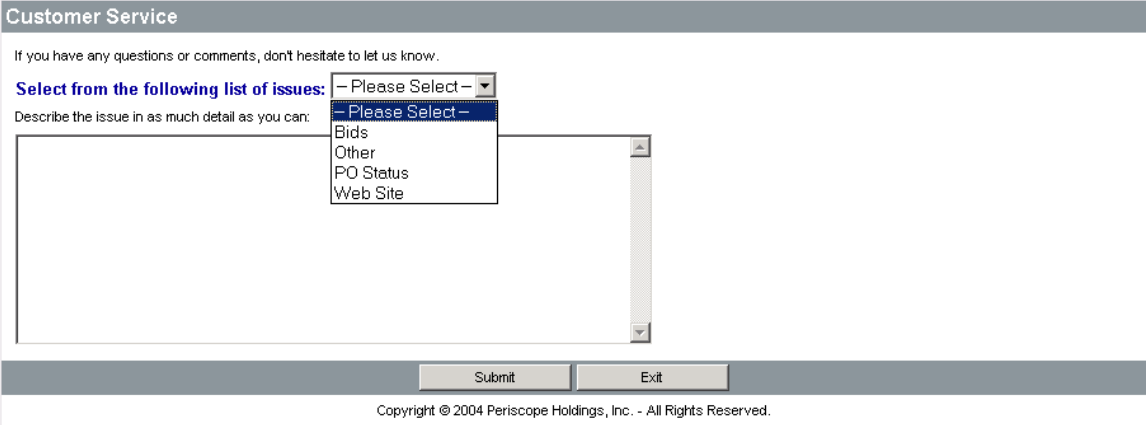 Customer Service
If you have any questions or comments, don't hesitate to let us know.
Select from the following list of issues: -- Please Select --
-- Please Select --
Describe the issue in as much detail as you can:
Bids
Other
PO Status
Web Site
Submit Exit
Copyright © 2004 Periscope Holdings, Inc. - All Rights Reserved.